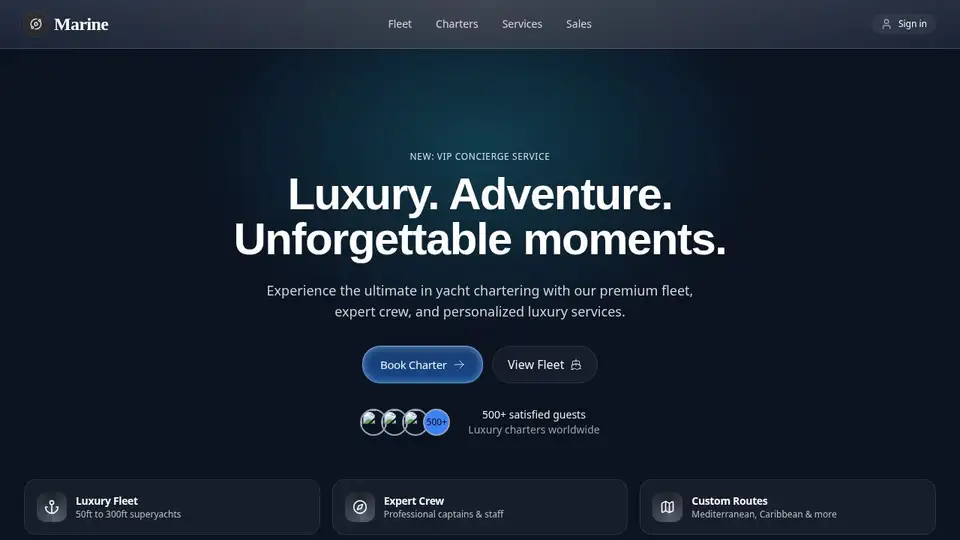 Marine
Fleet
Charters
Services
Sales
Sign in
NEW: VIP CONCIERGE SERVICE
Luxury. Adventure.
Unforgettable moments.
Experience the ultimate in yacht chartering with our premium fleet,
expert crew, and personalized luxury services.
Book Charter
View Fleet
500+
500+ satisfied guests
Luxury charters worldwide
Luxury Fleet
50ft to 300ft superyachts
Expert Crew
Professional captains & staff
Custom Routes
Mediterranean, Caribbean & more